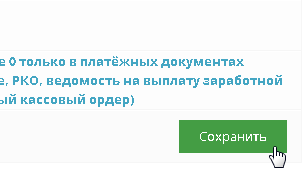 е 0 только в платёжных документах
е, РКО, ведомость на выплату заработной
ый кассовый ордер)
Сохранить